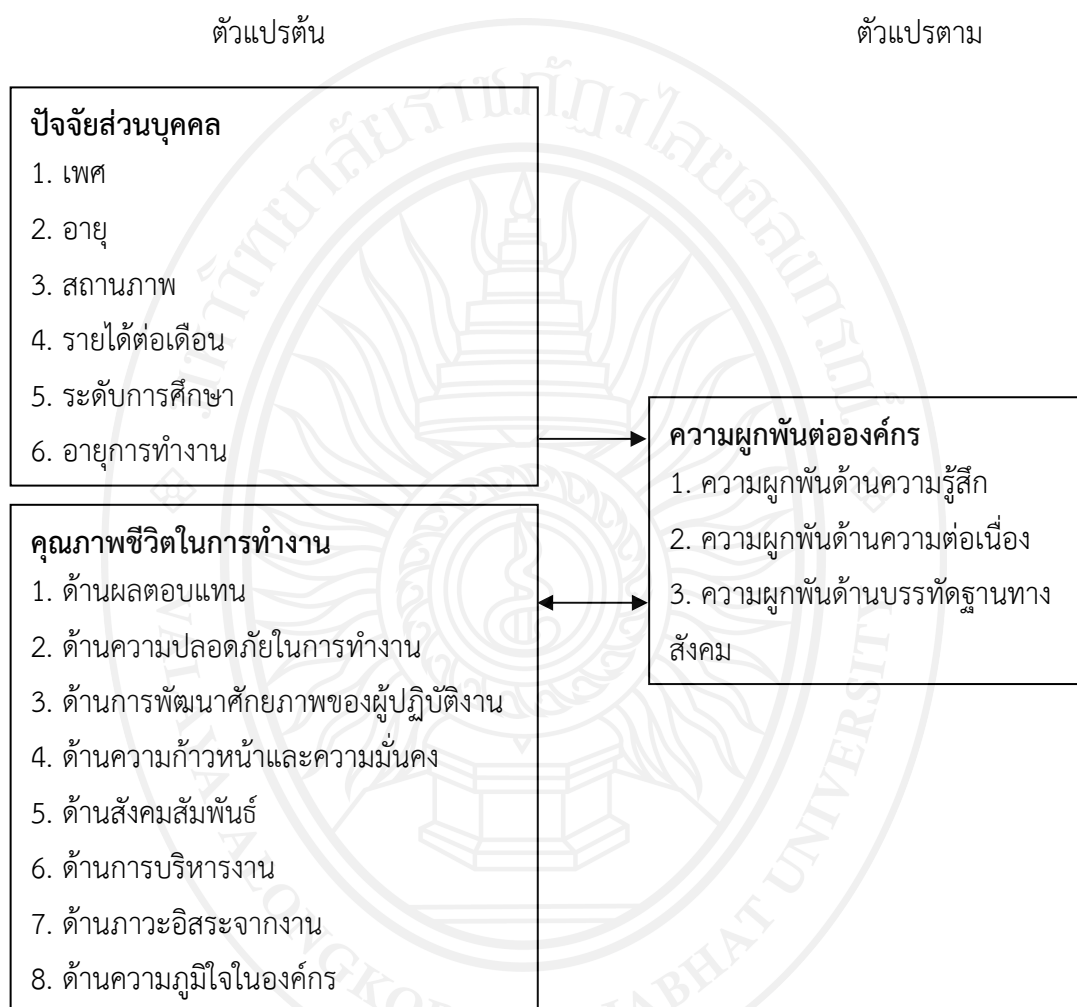 ตัวแปรต้น
ตัวแปรตาม
ปัจจัยส่วนบุคคล
1. เพศ
2. อายุ
3. สถานภาพ
4. รายได้ต่อเดือน
5. ระดับการศึกษา
6. อายุการทำงาน
คุณภาพชีวิตในการทำงาน
1. ด้านผลตอบแทน
2. ด้านความปลอดภัยในการทำงาน
3. ด้านการพัฒนาศักยภาพของผู้ปฏิบัติงาน
4. ด้านความก้าวหน้าและความมั่นคง
5. ด้านสังคมสัมพันธ์
6. ด้านการบริหารงาน
7. ด้านภาวะอิสระจากงาน
8. ด้านความภูมิใจในองค์กร
ความผูกพันต่อองค์กร
1. ความผูกพันด้านความรู้สึก
2. ความผูกพันด้านความต่อเนื่อง
3. ความผูกพันด้านบรรทัดฐานทาง
สังคม